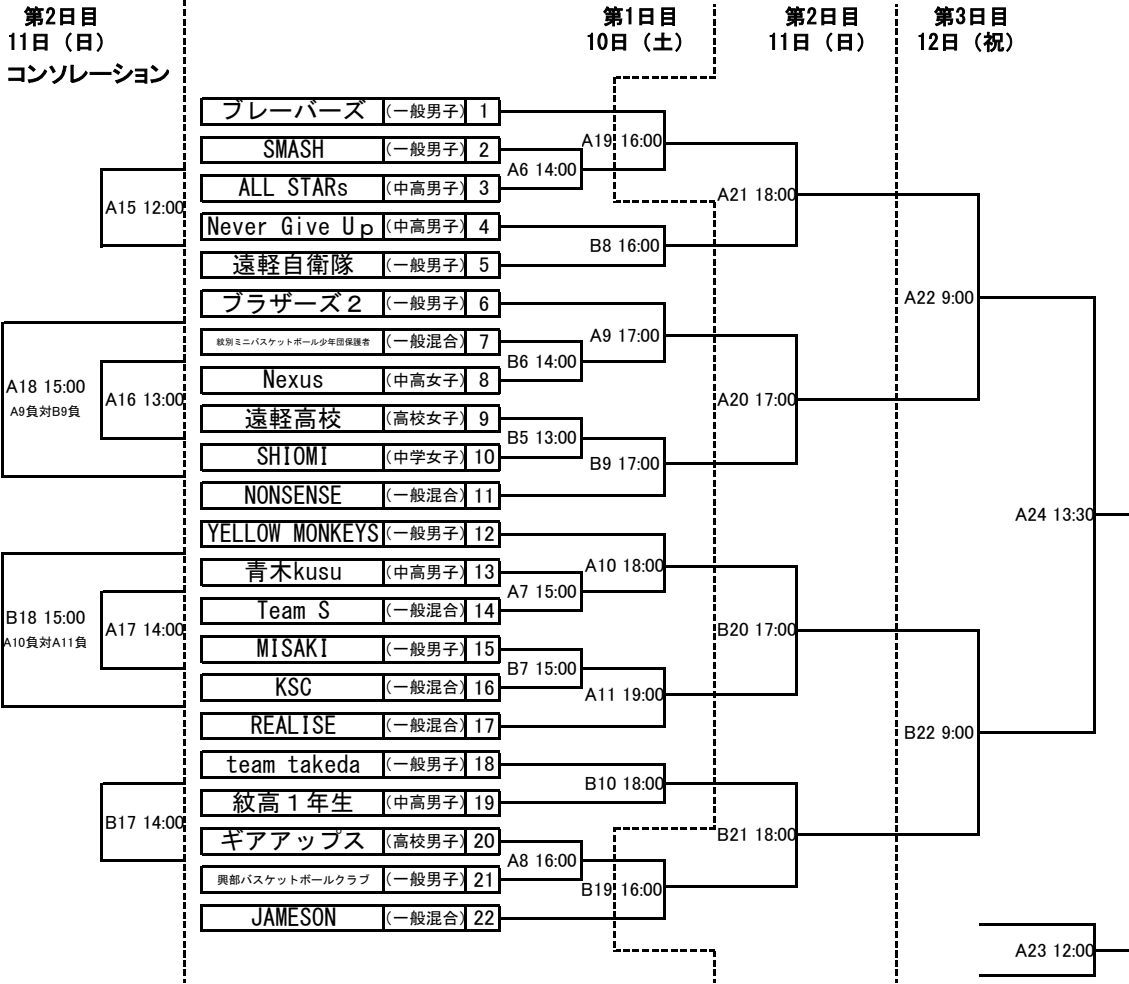 第2日目
11日（日）
コンソレーション
第1日目
10日（土）
第2日目
11日（日）
第3日目
12日（祝）
ブレーバーズ (一般男子) 1
SMASH (一般男子) 2
ALL STARs (中高男子) 3
Never Give Up (中高男子) 4
遠軽自衛隊 (一般男子) 5
ブラザーズ２ (一般男子) 6
紋別ミニバスケットボール少年団保護者 (一般混合) 7
Nexus (中高女子) 8
遠軽高校 (高校女子) 9
SHIOMI (中学女子) 10
NONSENSE (一般混合) 11
YELLOW MONKEYS (一般男子) 12
青木kusu (中高男子) 13
Team S (一般混合) 14
MISAKI (一般男子) 15
KSC (一般混合) 16
REALISE (一般混合) 17
team takeda (一般男子) 18
紋高１年生 (中高男子) 19
ギアアップス (高校男子) 20
興部バスケットボールクラブ (一般男子) 21
JAMESON (一般混合) 22
A15 12:00
A18 15:00
A9負対B9負
A16 13:00
B18 15:00
A10負対A11負
A17 14:00
B17 14:00
A6 14:00
B6 14:00
B5 13:00
A7 15:00
B7 15:00
A8 16:00
A19 16:00
B8 16:00
A9 17:00
B9 17:00
A10 18:00
A11 19:00
B10 18:00
B19 16:00
A21 18:00
A20 17:00
B20 17:00
B21 18:00
A22 9:00
B22 9:00
A24 13:30
A23 12:00